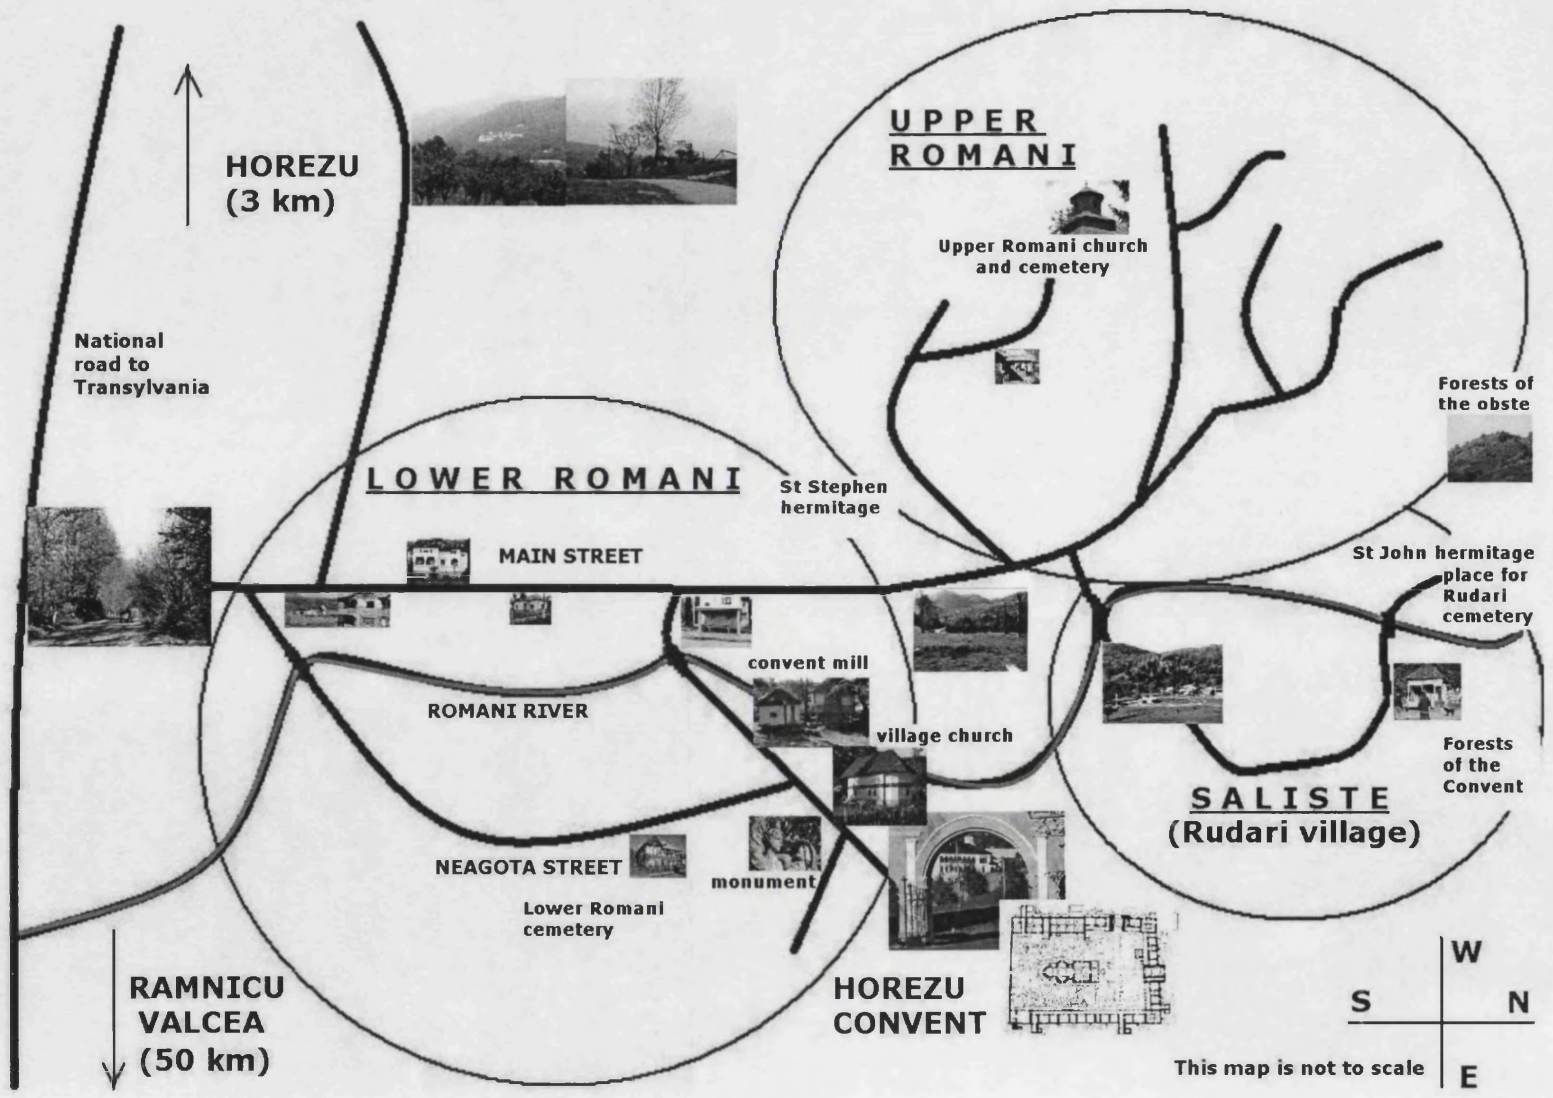 UPPER
ROMANI
HOREZU
(3 km)
Upper Romani church
and cemetery
National
road to
Transylvania
Forests of
the obste
LOWER ROMANI
St Stephen
hermitage
MAIN STREET
St John hermitage
place for
Rudari
cemetery
convent mill
ROMANI RIVER
village church
Forests
of the
Convent
SALISTE
(Rudari village)
NEAGOTA STREET
monument
Lower Romani
cemetery
RAMNICU
VALCEA
(50 km)
HOREZU
CONVENT
W
S N
E
This map is not to scale